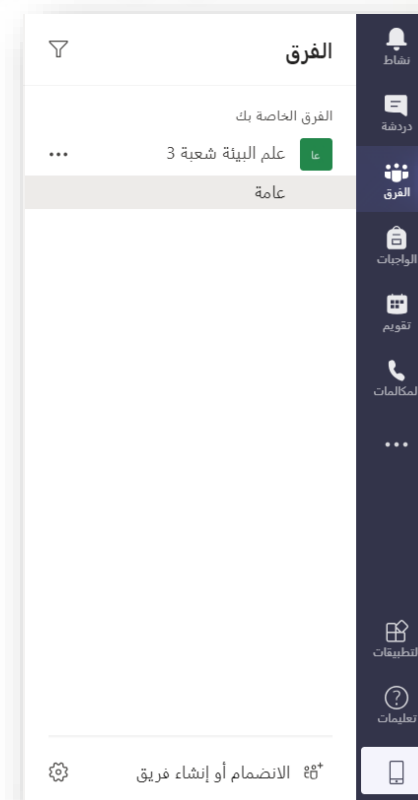 نشاط
دردشة
الفرق
الواجبات
تقويم
المكالمات
لتطبيقات
تعليمات
الفرق
الفرق الخاصة بك
عا
علم البيئة شعبة 3
عامة
الانضمام أو إنشاء فريق